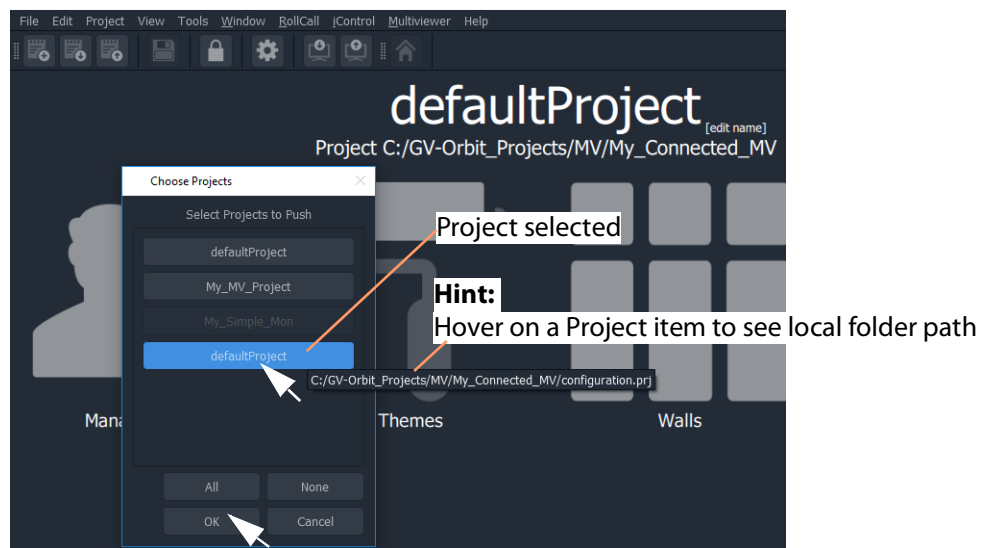 File Edit Project View Tools Window RollCall iControl Multiviewer Help
defaultProject
[edit name]
Project C:/GV-Orbit_Projects/MV/My_Connected_MV
Choose Projects
Select Projects to Push
Project selected
defaultProject
My_MV_Project
Hint:
My_Simple_Mon
Hover on a Project item to see local folder path
defaultProject
C:/GV-Orbit_Projects/MV/My_Connected_MV/configuration.prj
Mana
Themes
Walls
All
None
OK
Cancel